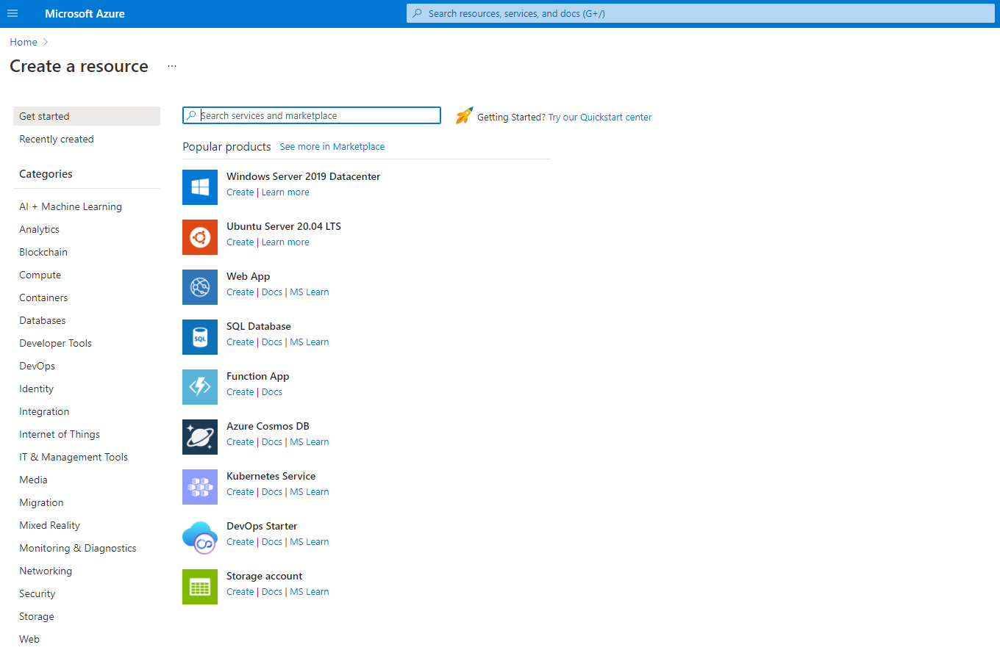 Microsoft Azure
Search resources, services, and docs (G+/)
Home
Create a resource
...
Get started
Recently created
Categories
AI + Machine Learning
Analytics
Blockchain
Compute
Containers
Databases
Developer Tools
DevOps
Identity
Integration
Internet of Things
IT & Management Tools
Media
Migration
Mixed Reality
Monitoring & Diagnostics
Networking
Security
Storage
Web
Search services and marketplace
Getting Started? Try our Quickstart center
Popular products See more in Marketplace
Windows Server 2019 Datacenter
Create | Learn more
Ubuntu Server 20.04 LTS
Create | Learn more
Web App
Create | Docs | MS Learn
SQL
SQL Database
Create | Docs | MS Learn
Function App
Create | Docs
Azure Cosmos DB
Create | Docs | MS Learn
Kubernetes Service
Create | Docs | MS Learn
DevOps Starter
Create | Docs | MS Learn
Storage account
Create | Docs | MS Learn